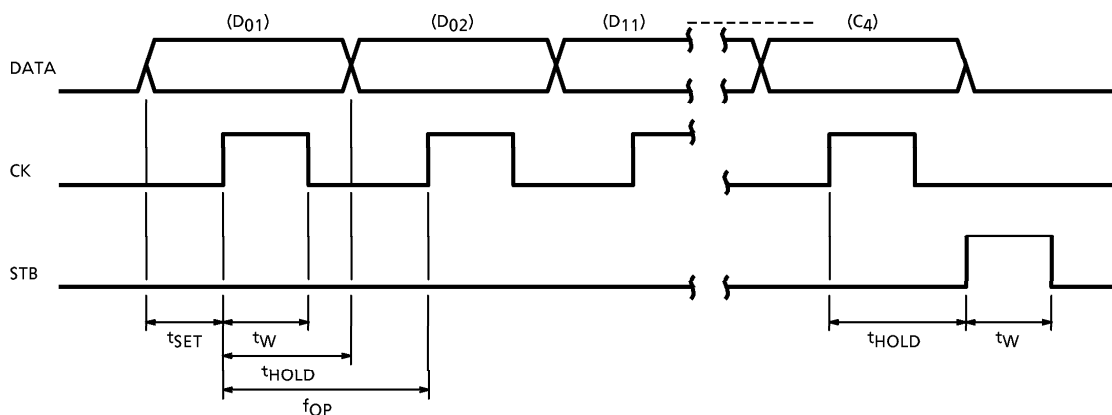 (D01) (D02) (D11) (C4)
DATA
CK
STB
tSET tW tHOLD tW
tHOLD
fOP